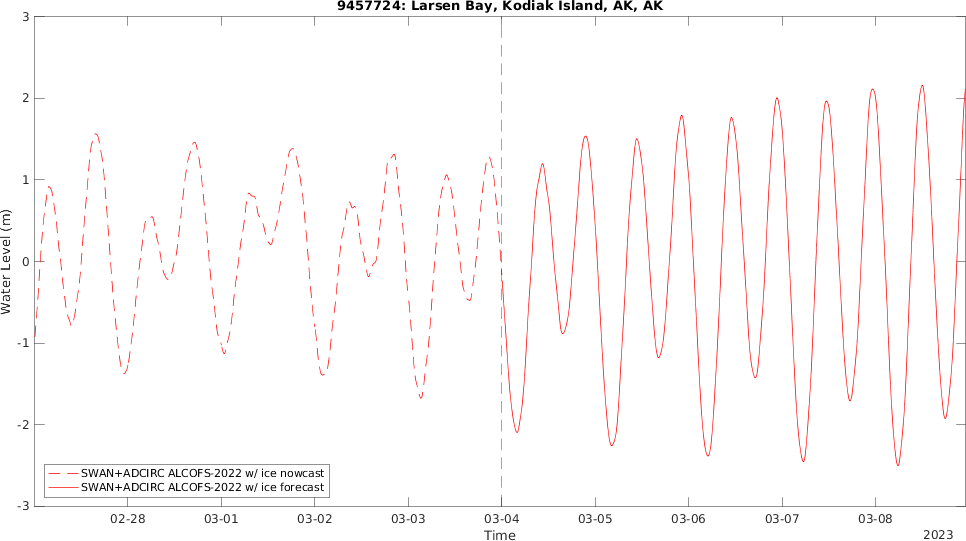 9457724: Larsen Bay, Kodiak Island, AK, AK
3
2
1
0
-1
-2
-3
Water Level (m)
SWAN+ADCIRC ALCOFS-2022 w/ ice nowcast
SWAN+ADCIRC ALCOFS-2022 w/ ice forecast
02-28 03-01 03-02 03-03 03-04 03-05 03-06 03-07 03-08
Time
2023